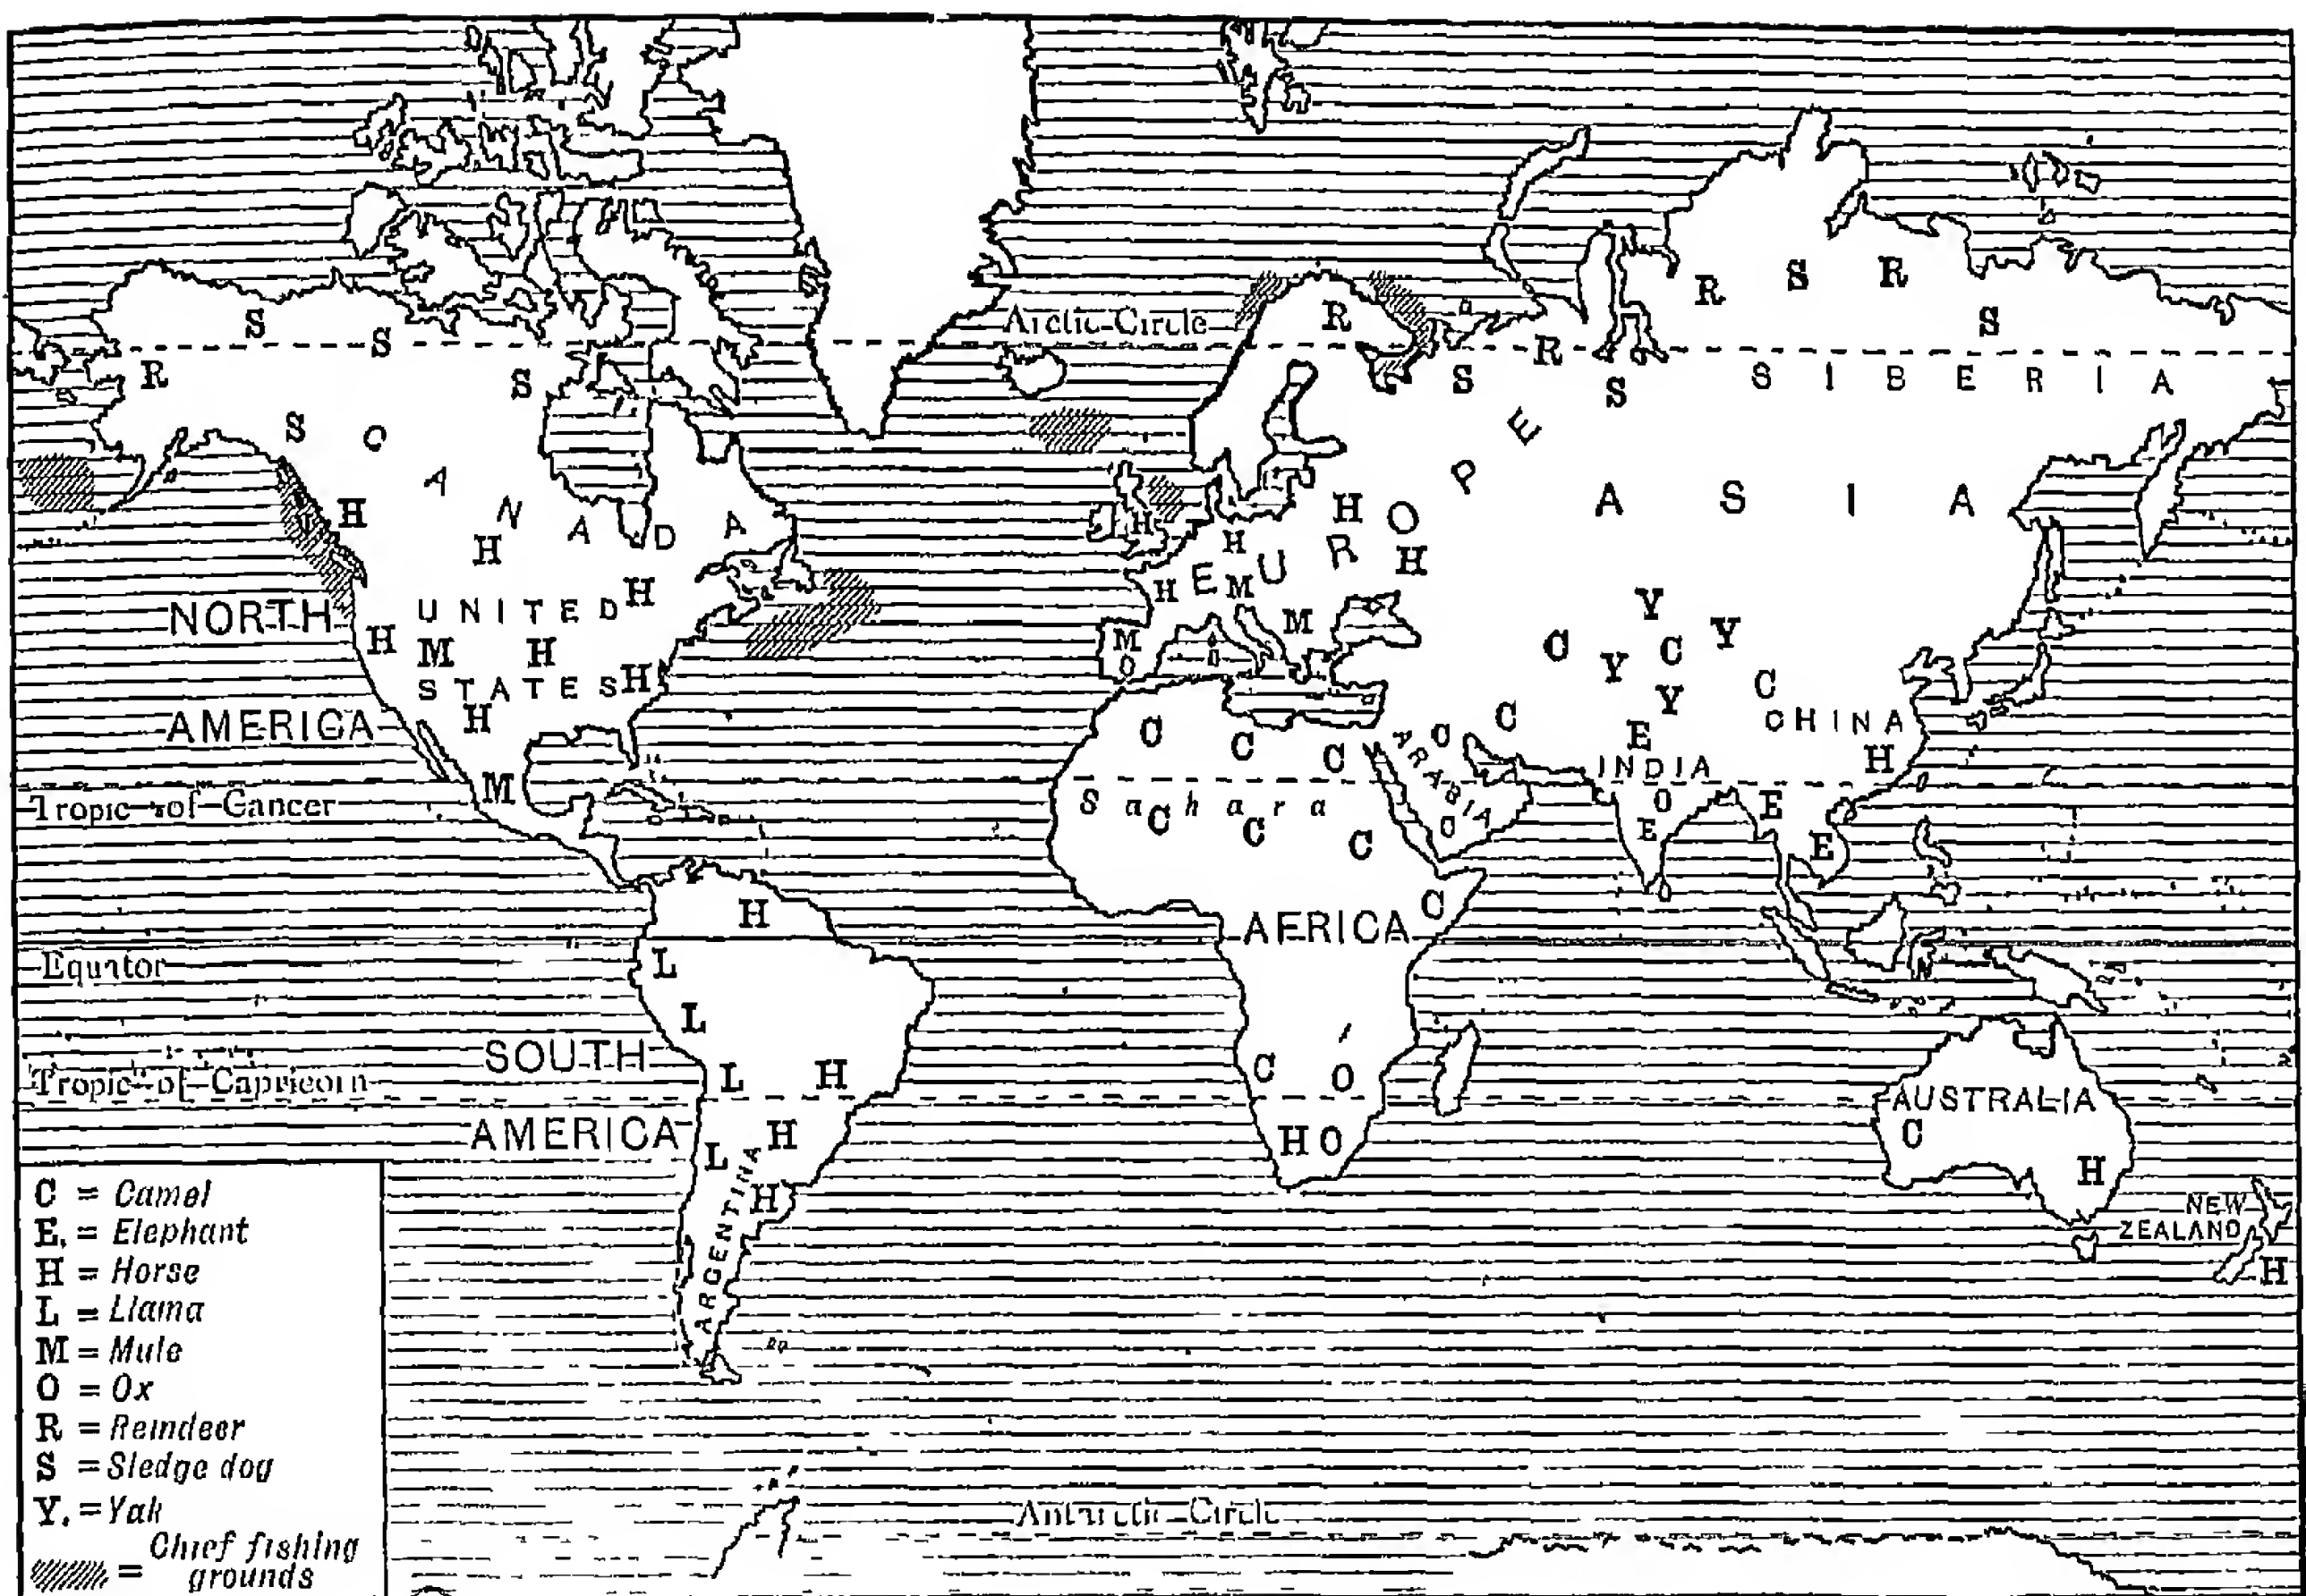 Arctic Circle
S S R S S
R S R S
R S R S S
SIBERIA
CANADA
EUROPE
ASIA
H H H
H H H H
NORTH
AMERICA
UNITED
STATES
H M H H
H
M
M M M O
Y Y Y Y
C C C
C C
C C C
ARABIA
C
CHINA
H
E
INDIA
O E E E
Tropic of Cancer
Sahara
C C C
C
AFRICA
H
Equator
L
L
SOUTH
AMERICA
L H
L H
H
ARGENTINA
Tropic of Capricorn
C O
H O
AUSTRALIA
C
H
NEW
ZEALAND
H
C = Camel
E. = Elephant
H = Horse
L = Llama
M = Mule
O = Ox
R = Reindeer
S = Sledge dog
Y. = Yak
= Chief fishing
grounds
Antarctic Circle